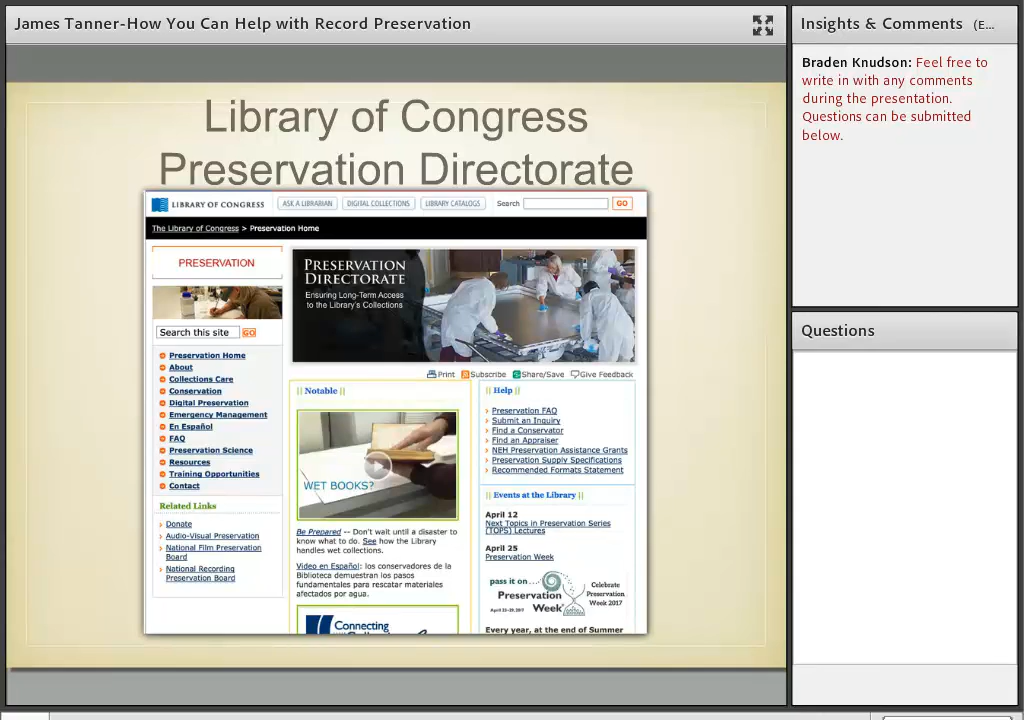 James Tanner-How You Can Help with Record Preservation
Library of Congress
Preservation Directorate
LIBRARY OF CONGRESS
ASK A LIBRARIAN
DIGITAL COLLECTIONS
LIBRARY CATALOGS
Search
GO
The Library of Congress > Preservation Home
PRESERVATION
Search this site
GO
Preservation Home
About
Collections Care
Conservation
Digital Preservation
Emergency Management
En Español
FAQ
Preservation Science
Resources
Training Opportunities
Contact
Related Links
Donate
Audio-Visual Preservation
National Film Preservation
Board
National Recording
Preservation Board
PRESERVATION
DIRECTORATE
Ensuring Long-Term Access
to the Library's Collections
Print Subscribe Share/Save Give Feedback
|| Notable ||
WET BOOKS?
Be Prepared -- Don't wait until a disaster to
know what to do. See how the Library
handles wet collections.
Video en Español: los conservadores de la
Biblioteca demuestran los pasos
fundamentales para rescatar materiales
afectados por agua.
Connecting
|| Help ||
Preservation FAQ
Submit an Inquiry
Find a Conservator
Find an Appraiser
NEH Preservation Assistance Grants
Preservation Supply Specifications
Recommended Formats Statement
|| Events at the Library ||
April 12
Next Topics in Preservation Series
(TOPS) Lectures
April 25
Preservation Week
pass it on
Preservation
Week
April 23-29, 2017
Celebrate
Preservation
Week 2017
Every year, at the end of Summer
Insights & Comments (E...
Braden Knudson: Feel free to
write in with any comments
during the presentation.
Questions can be submitted
below.
Questions